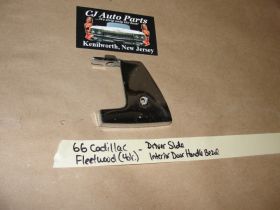 CJ Auto Parts
Kenilworth, New Jersey
66 Cadillac - Driver Side
Fleetwood (4dr.) Interior Door Handle Bezel